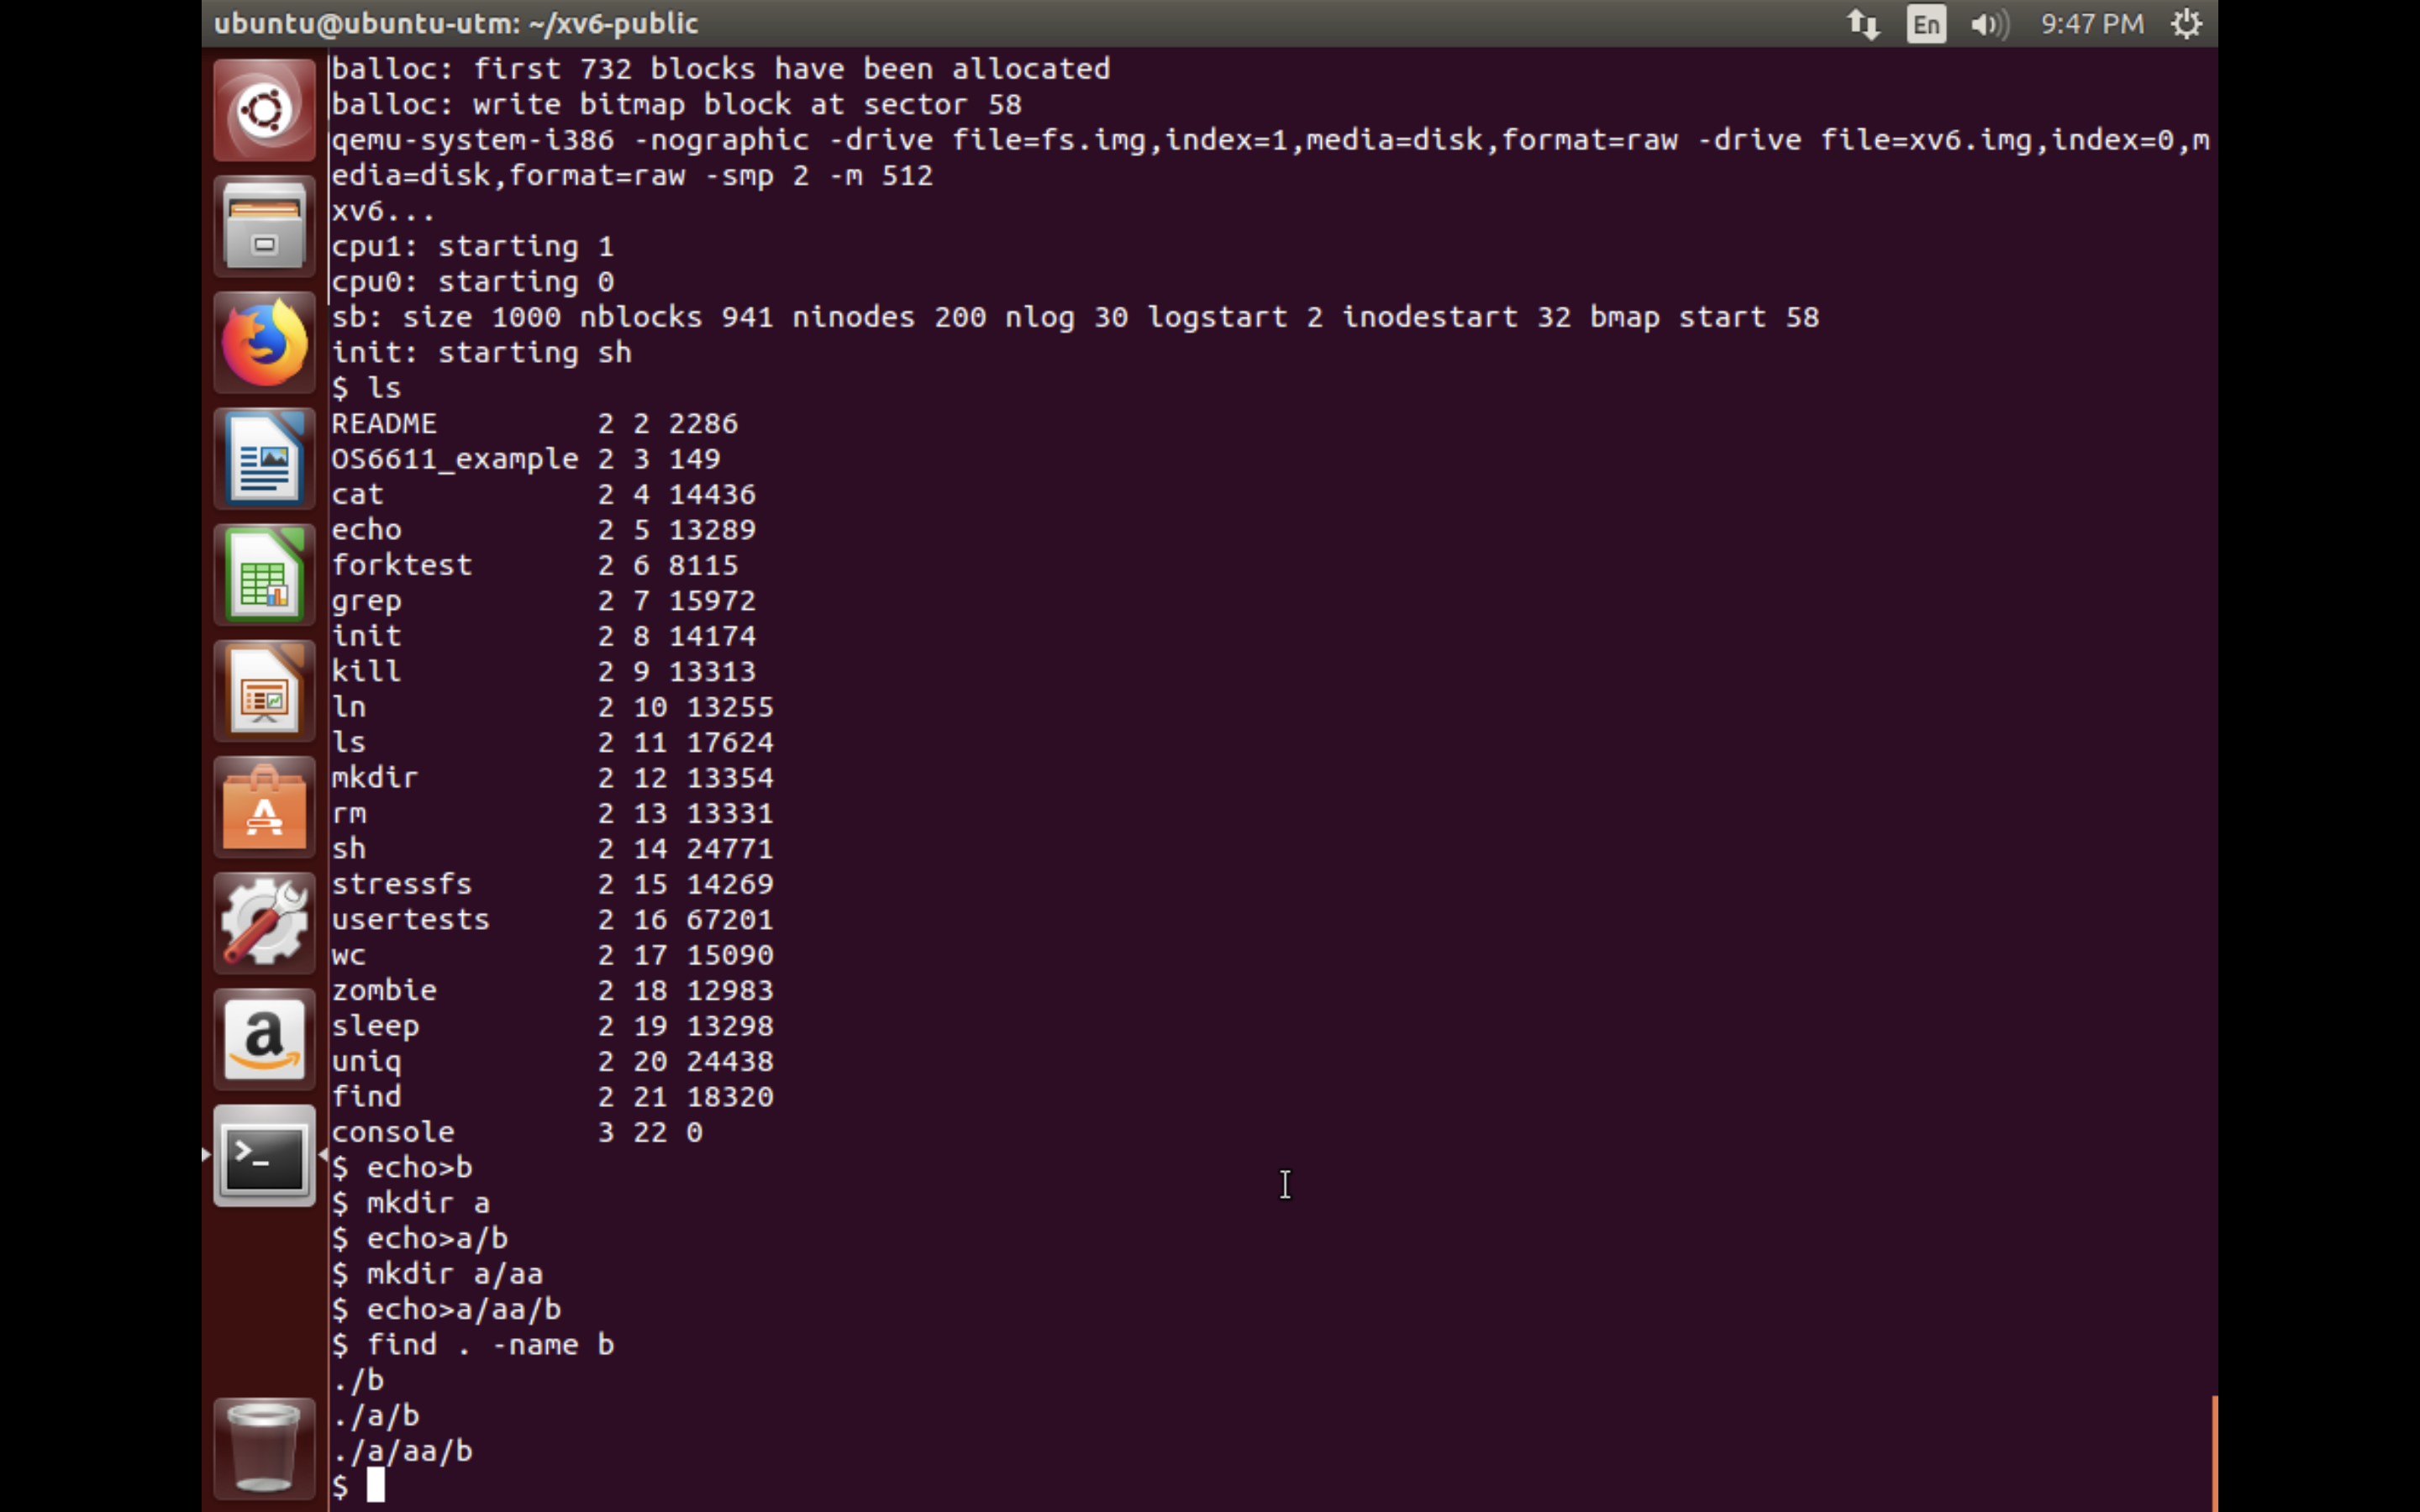 ubuntu@ubuntu-utm: ~/xv6-public En 9:47 PM
balloc: first 732 blocks have been allocated
balloc: write bitmap block at sector 58
qemu-system-i386 -nographic -drive file=fs.img,index=1,media=disk,format=raw -drive file=xv6.img,index=0,m
edia=disk,format=raw -smp 2 -m 512
xv6...
cpu1: starting 1
cpu0: starting 0
sb: size 1000 nblocks 941 ninodes 200 nlog 30 logstart 2 inodestart 32 bmap start 58
init: starting sh
$ ls
README         2 2 2286
OS6611_example 2 3 149
cat            2 4 14436
echo           2 5 13289
forktest       2 6 8115
grep           2 7 15972
init           2 8 14174
kill           2 9 13313
ln             2 10 13255
ls             2 11 17624
mkdir          2 12 13354
rm             2 13 13331
sh             2 14 24771
stressfs       2 15 14269
usertests      2 16 67201
wc             2 17 15090
zombie         2 18 12983
sleep          2 19 13298
uniq           2 20 24438
find           2 21 18320
console        3 22 0
$ echo>b
$ mkdir a
$ echo>a/b
$ mkdir a/aa
$ echo>a/aa/b
$ find . -name b
./b
./a/b
./a/aa/b
$